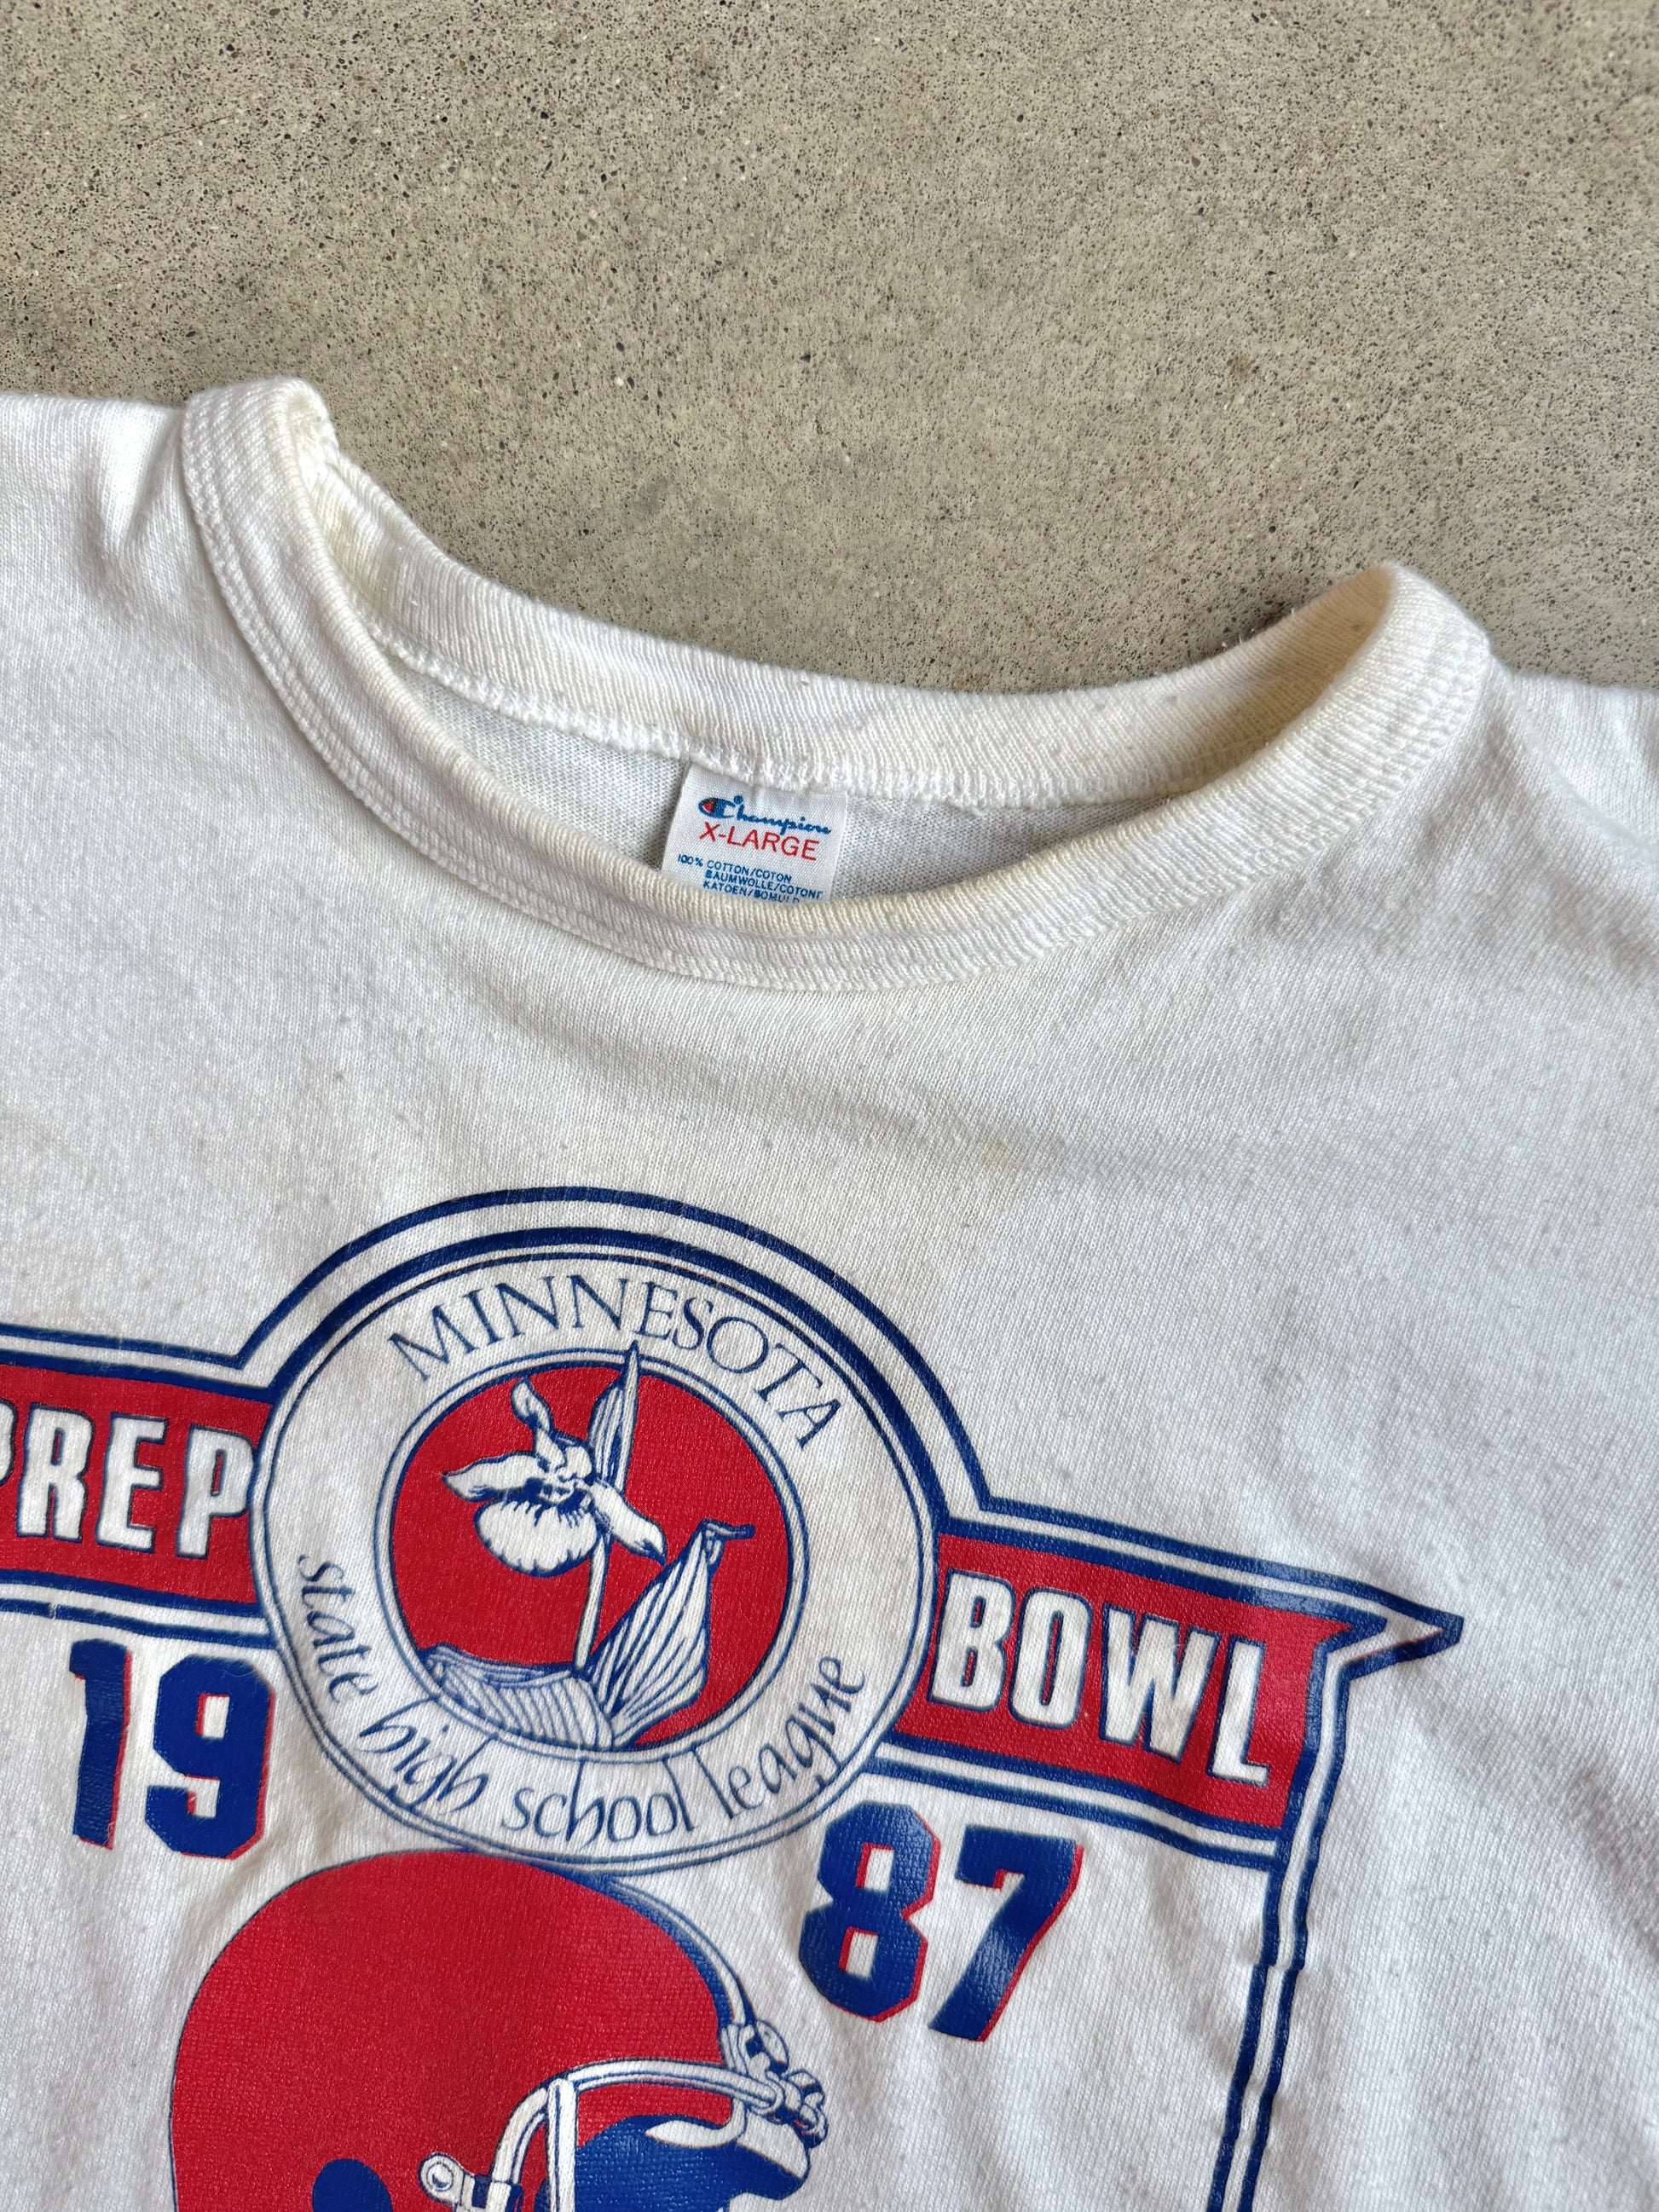 Champion
X-LARGE
100% COTTON/COTON
BAUMWOLLE/COTONE
KATOEN/BOMULD
MINNESOTA
state high school league
PREP BOWL
19 87